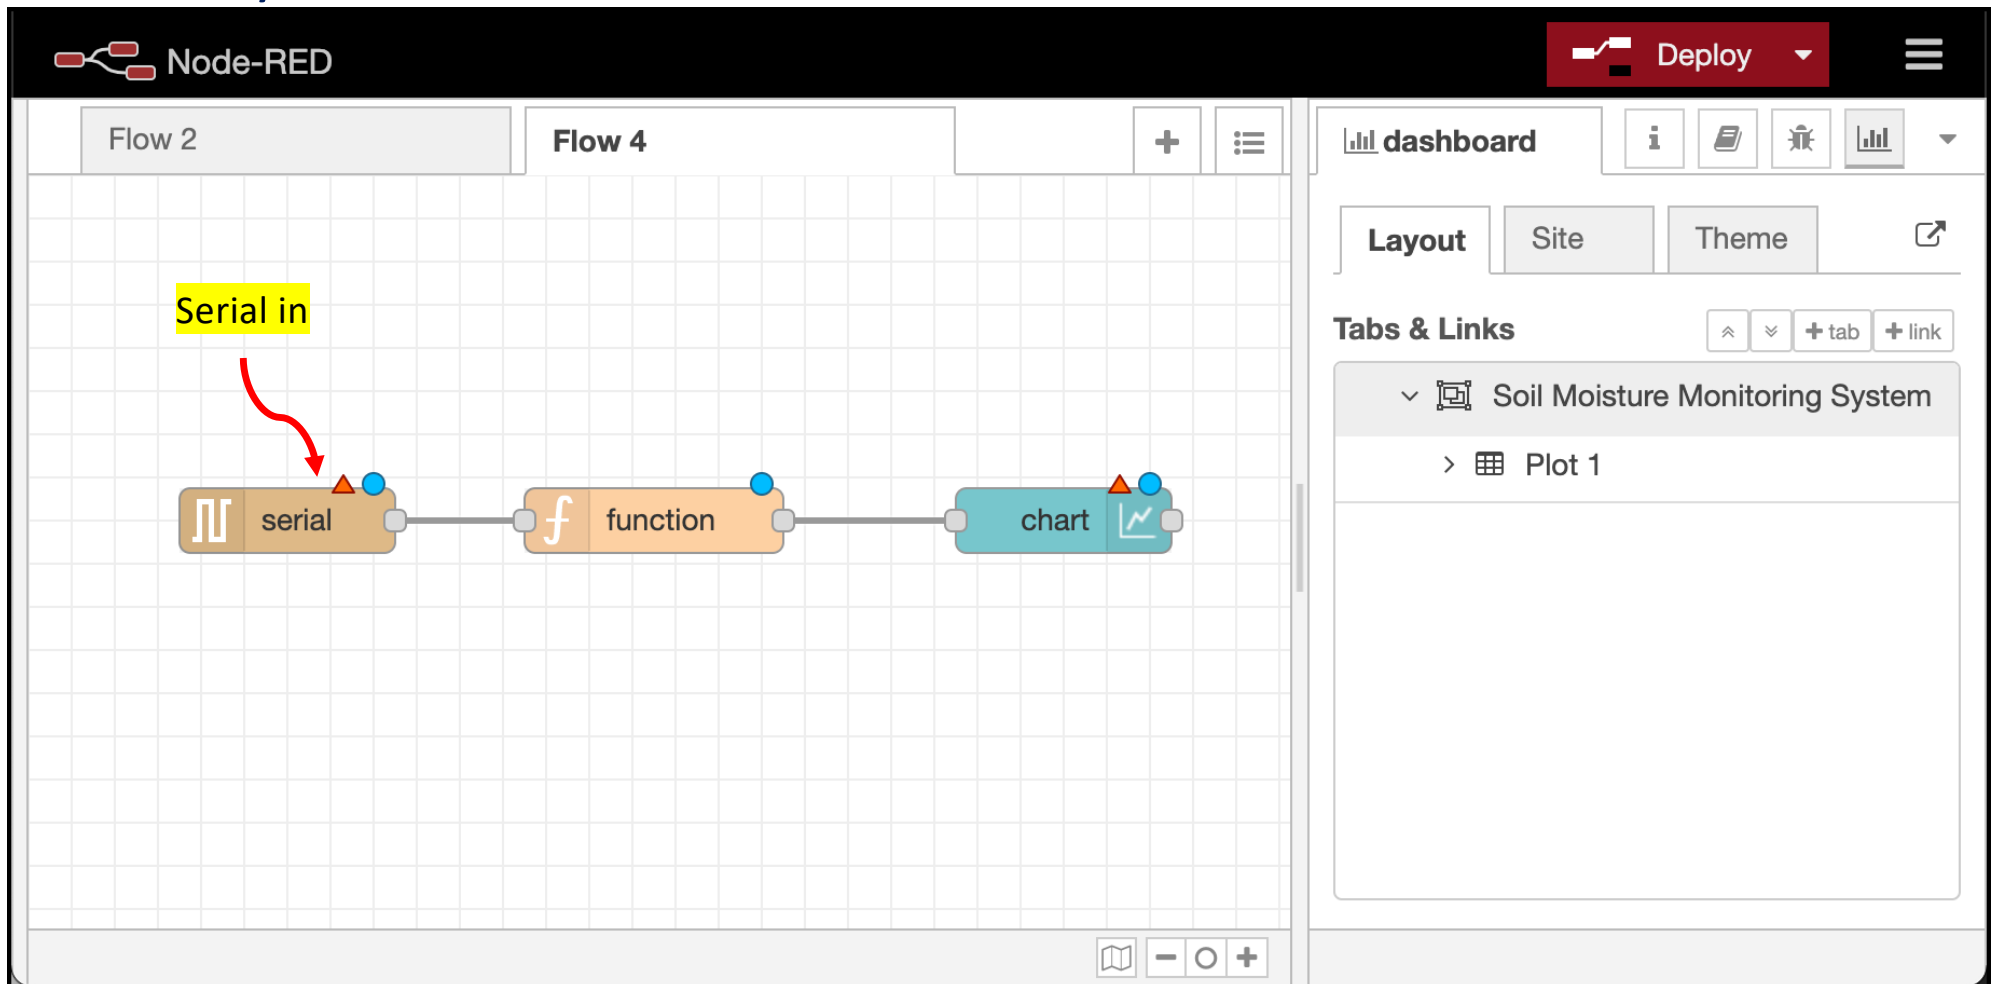 Node-RED
Deploy
Flow 2
Flow 4
dashboard
i
Layout
Site
Theme
Tabs & Links
+ tab
+ link
Serial in
Soil Moisture Monitoring System
Plot 1
serial
function
chart